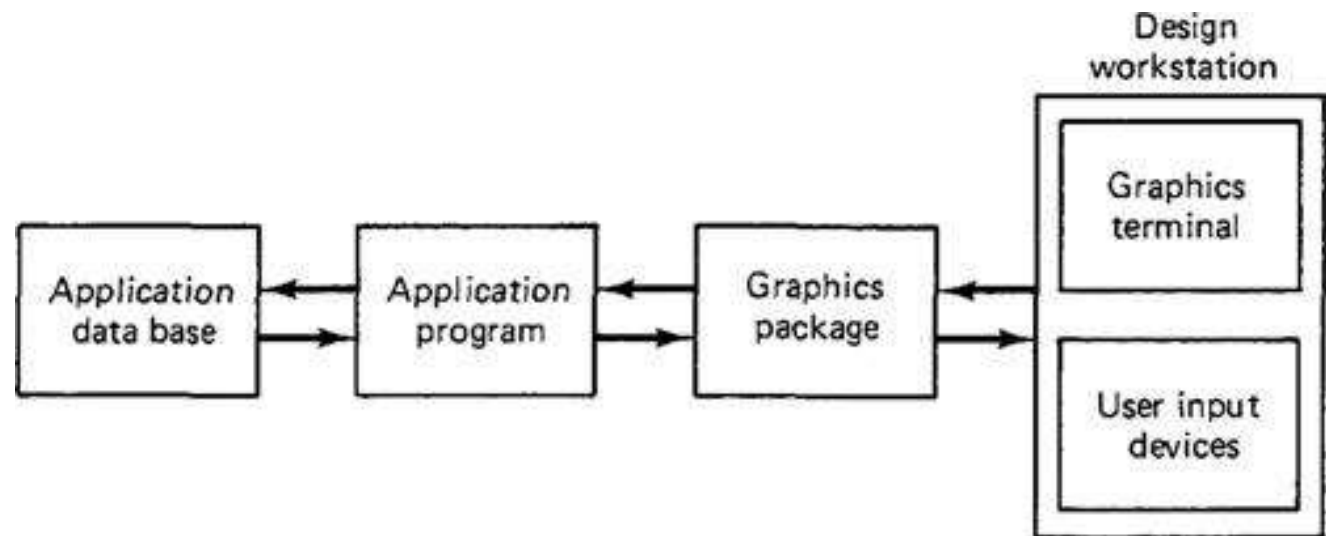 Design
workstation
Graphics
terminal
Application
data base
Application
program
Graphics
package
User input
devices